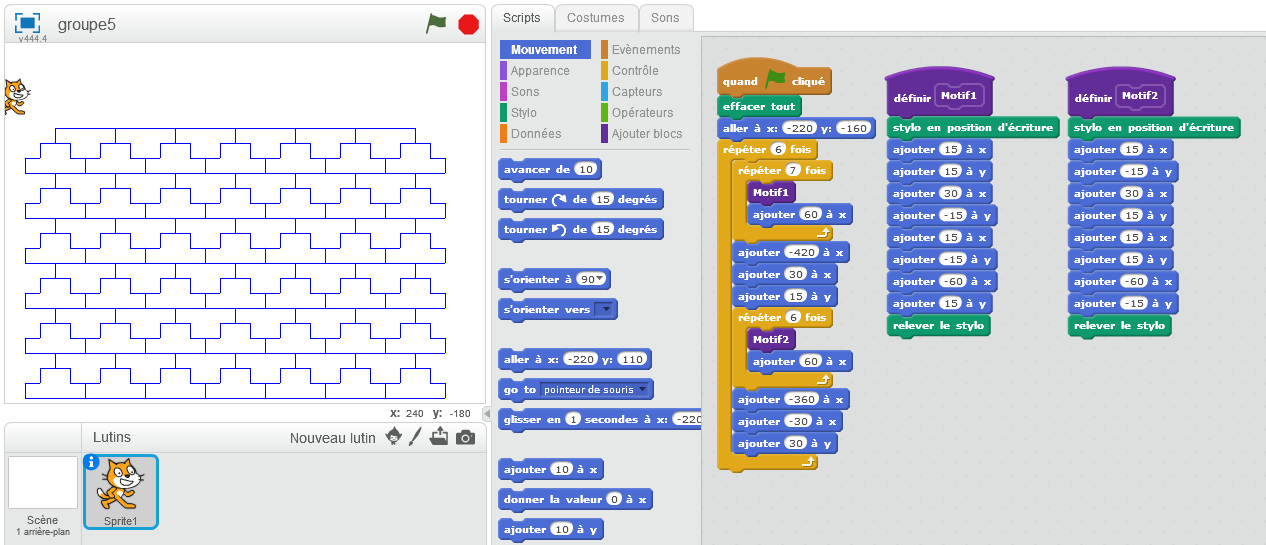 groupe5
v444.4
x: 240 y: -180
Lutins
Nouveau lutin
Scène
1 arrière-plan
Sprite1
Scripts
Costumes
Sons
Mouvement
Apparence
Sons
Stylo
Données
Evènements
Contrôle
Capteurs
Opérateurs
Ajouter blocs
avancer de 10
tourner de 15 degrés
tourner de 15 degrés
s'orienter à 90
s'orienter vers
aller à x: -220 y: 110
go to pointeur de souris
glisser en 1 secondes à x: -220
ajouter 10 à x
donner la valeur 0 à x
ajouter 10 à y
quand cliqué
effacer tout
aller à x: -220 y: -160
répéter 6 fois
répéter 7 fois
Motif1
ajouter 60 à x
ajouter -420 à x
ajouter 30 à x
ajouter 15 à y
répéter 6 fois
Motif2
ajouter 60 à x
ajouter -360 à x
ajouter -30 à x
ajouter 30 à y
définir Motif1
stylo en position d'écriture
ajouter 15 à x
ajouter 15 à y
ajouter 30 à x
ajouter -15 à y
ajouter 15 à x
ajouter -15 à y
ajouter -60 à x
ajouter 15 à y
relever le stylo
définir Motif2
stylo en position d'écriture
ajouter 15 à x
ajouter -15 à y
ajouter 30 à x
ajouter 15 à y
ajouter 15 à x
ajouter 15 à y
ajouter -60 à x
ajouter -15 à y
relever le stylo